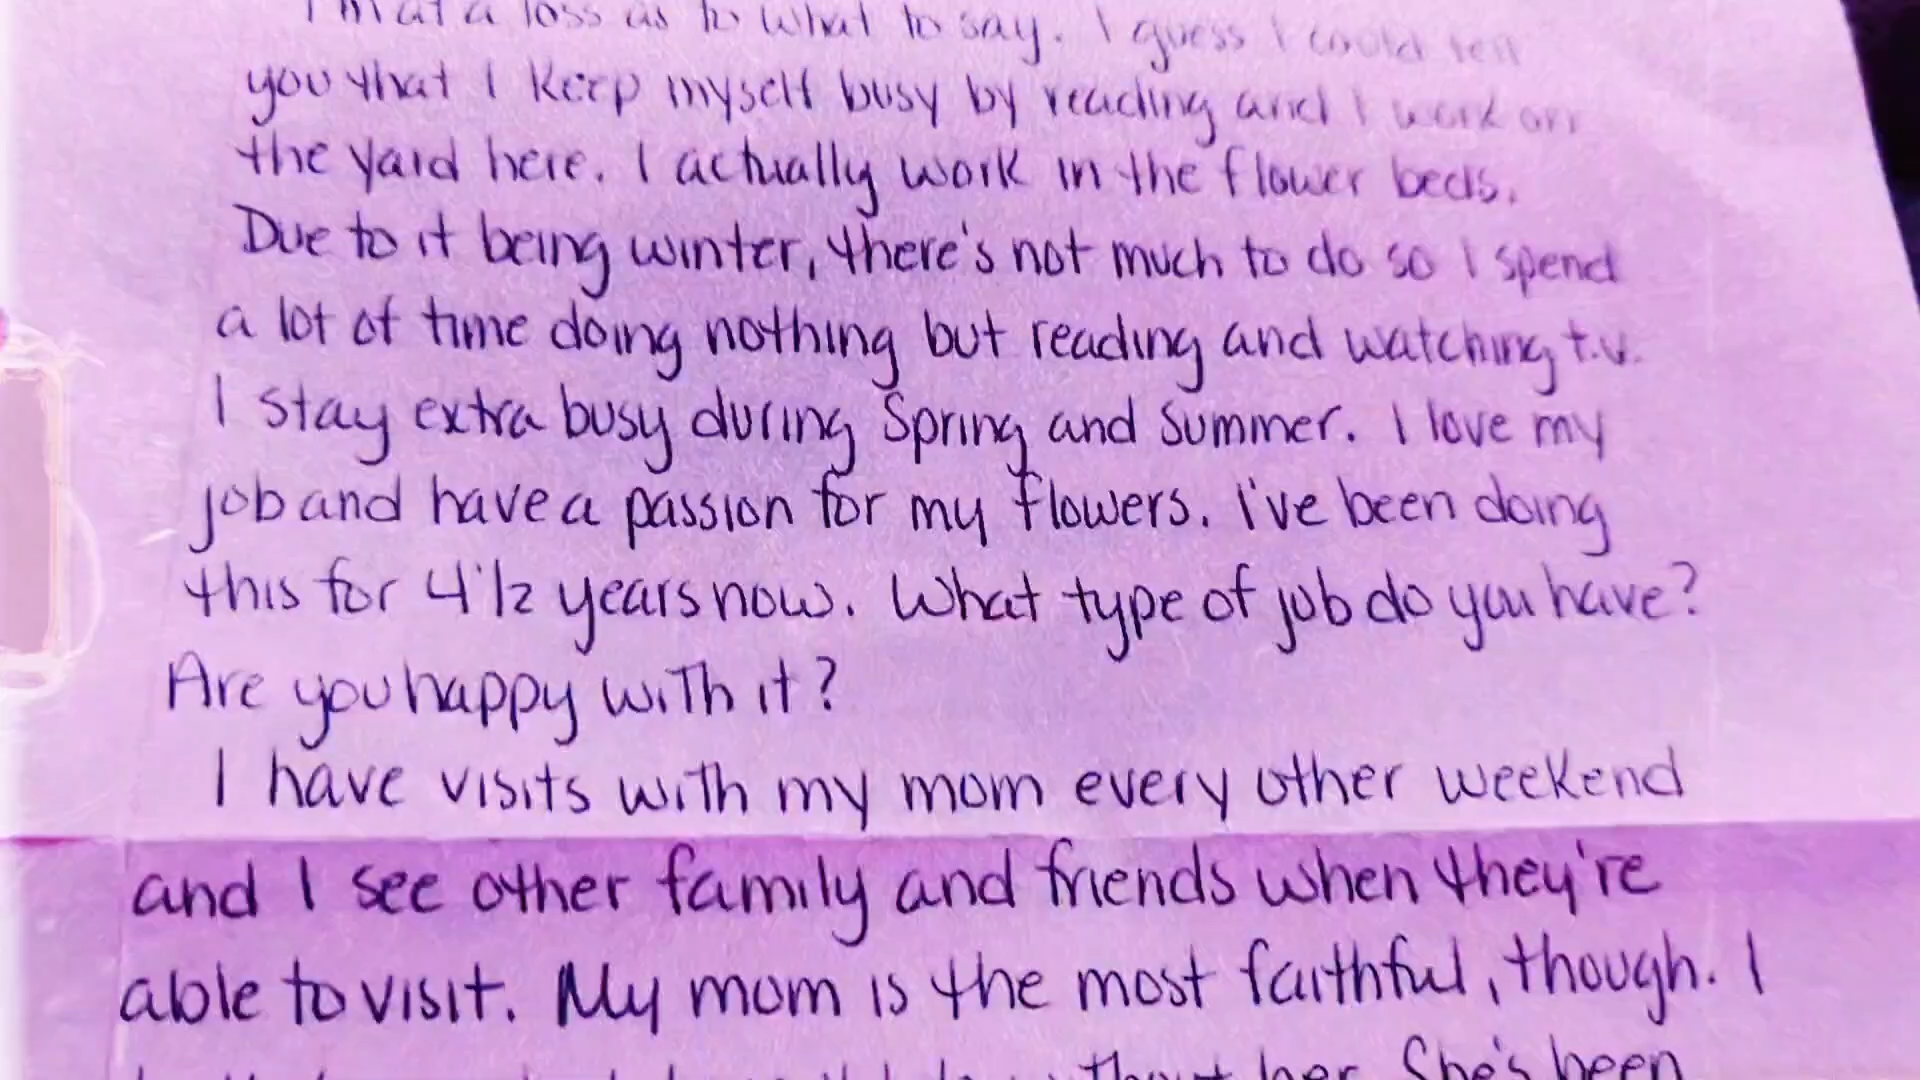 I'm at a loss as to what to say. I guess I could tell
you that I keep myself busy by reading and I work on
the yard here. I actually work in the flower beds.
Due to it being winter, there's not much to do so I spend
a lot of time doing nothing but reading and watching t.v.
I stay extra busy during Spring and Summer. I love my
job and have a passion for my flowers. I've been doing
this for 4 1/2 years now. What type of job do you have?
Are you happy with it?
I have visits with my mom every other weekend
and I see other family and friends when they're
able to visit. My mom is the most faithful, though. I
without her. She's been